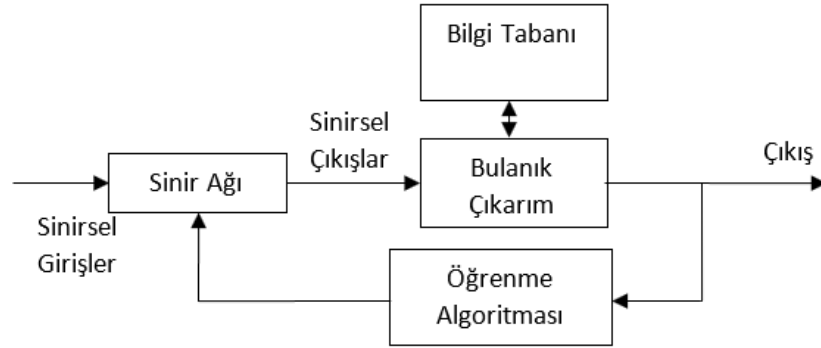 Bilgi Tabanı
Sinirsel
Çıkışlar
Çıkış
Sinir Ağı
Bulanık
Çıkarım
Sinirsel
Girişler
Öğrenme
Algoritması